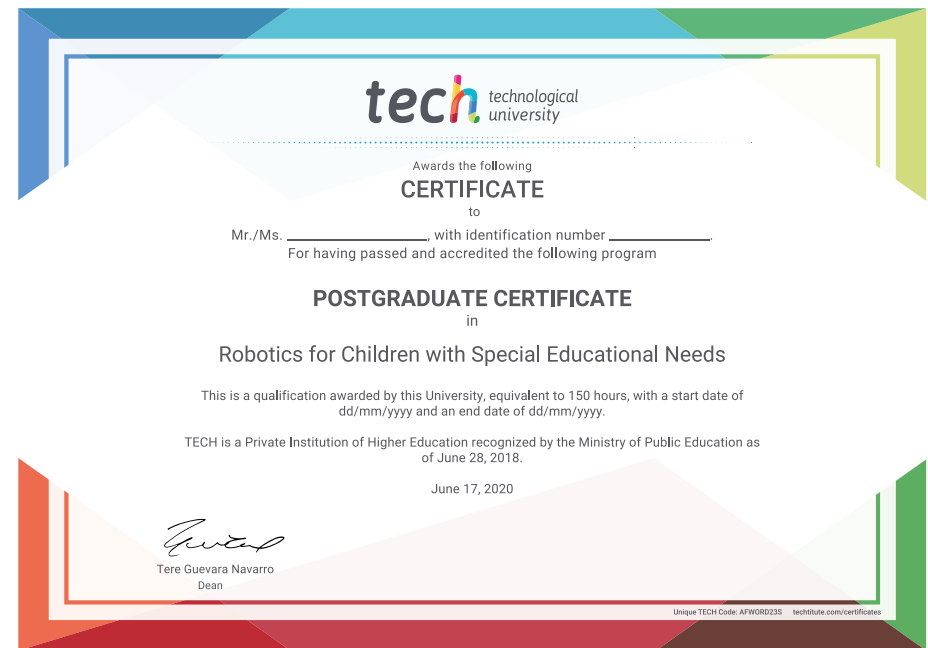 tech technological
university
Awards the following
CERTIFICATE
to
Mr./Ms. ____________________, with identification number ______________.
For having passed and accredited the following program
POSTGRADUATE CERTIFICATE
in
Robotics for Children with Special Educational Needs
This is a qualification awarded by this University, equivalent to 150 hours, with a start date of
dd/mm/yyyy and an end date of dd/mm/yyyy.
TECH is a Private Institution of Higher Education recognized by the Ministry of Public Education as
of June 28, 2018.
June 17, 2020
Tere Guevara Navarro
Dean
Unique TECH Code: AFWORD23S techtitute.com/certificates